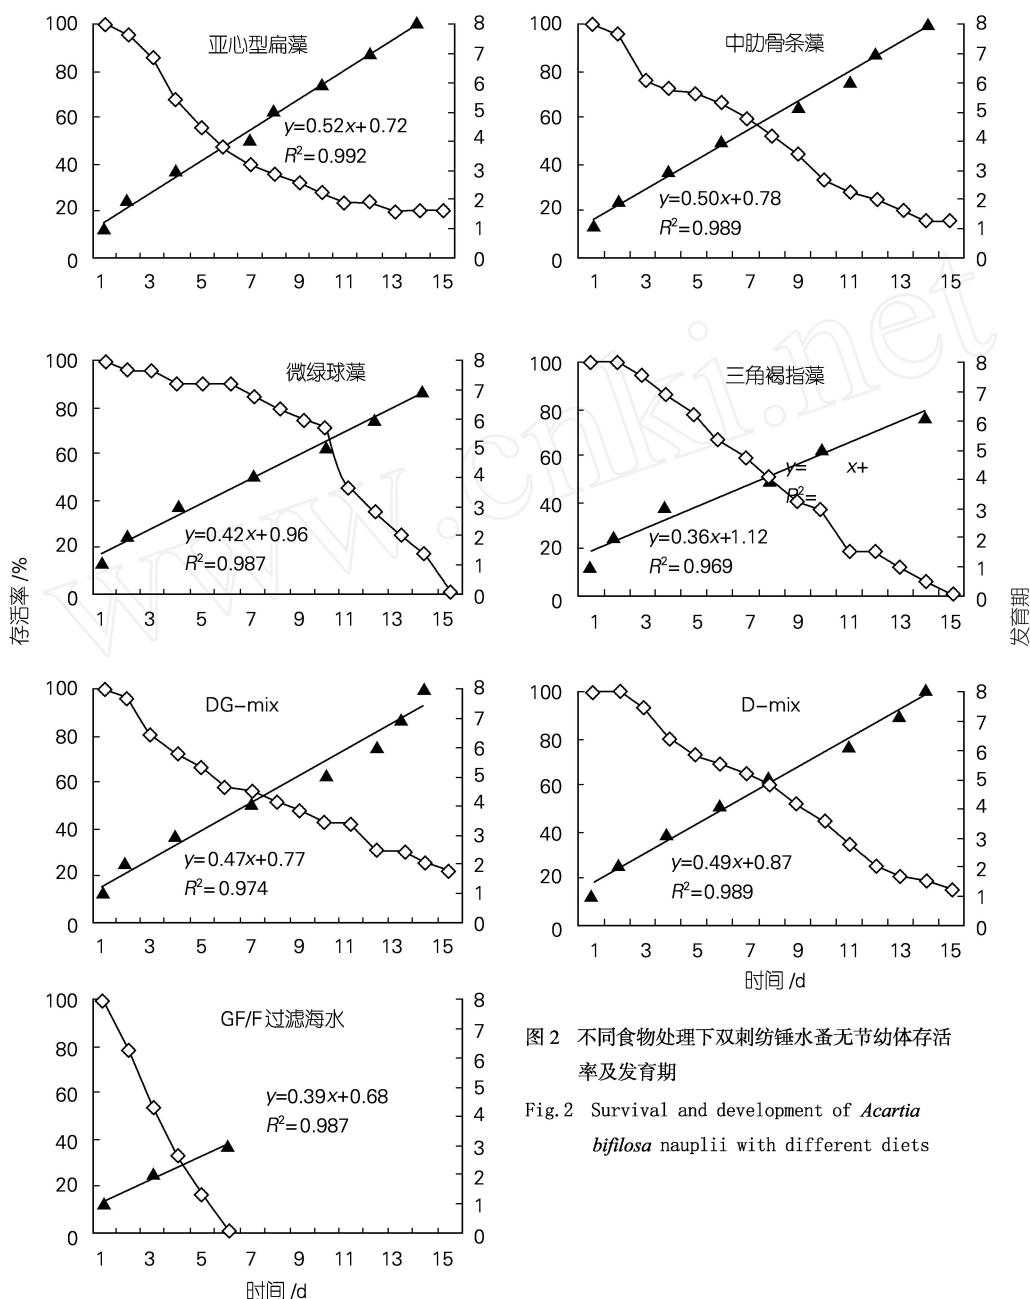 亚心型扁藻
100
80
60
40
20
0
8
7
6
5
4
3
2
1
0
y=0.52x+0.72
R²=0.992
1 3 5 7 9 11 13 15
中肋骨条藻
100
80
60
40
20
0
8
7
6
5
4
3
2
1
0
y=0.50x+0.78
R²=0.989
1 3 5 7 9 11 13 15
微绿球藻
100
80
60
40
20
0
8
7
6
5
4
3
2
1
0
y=0.42x+0.96
R²=0.987
1 3 5 7 9 11 13 15
三角褐指藻
100
80
60
40
20
0
8
7
6
5
4
3
2
1
0
y= x+
R²=
y=0.36x+1.12
R²=0.969
1 3 5 7 9 11 13 15
存活率/%
发育期
DG-mix
100
80
60
40
20
0
8
7
6
5
4
3
2
1
0
y=0.47x+0.77
R²=0.974
1 3 5 7 9 11 13 15
D-mix
100
80
60
40
20
0
8
7
6
5
4
3
2
1
0
y=0.49x+0.87
R²=0.989
1 3 5 7 9 11 13 15
时间/d
GF/F过滤海水
100
80
60
40
20
0
8
7
6
5
4
3
2
1
0
y=0.39x+0.68
R²=0.987
1 3 5 7 9 11 13 15
时间/d
图2 不同食物处理下双刺纺锤水蚤无节幼体存活
率及发育期
Fig.2 Survival and development of Acartia
bifilosa nauplii with different diets
www.cnki.net